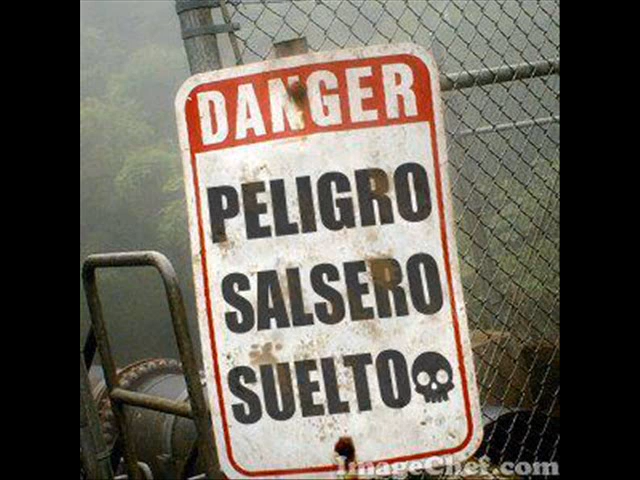 DANGER
PELIGRO
SALSERO
SUELTO
ImageChef.com